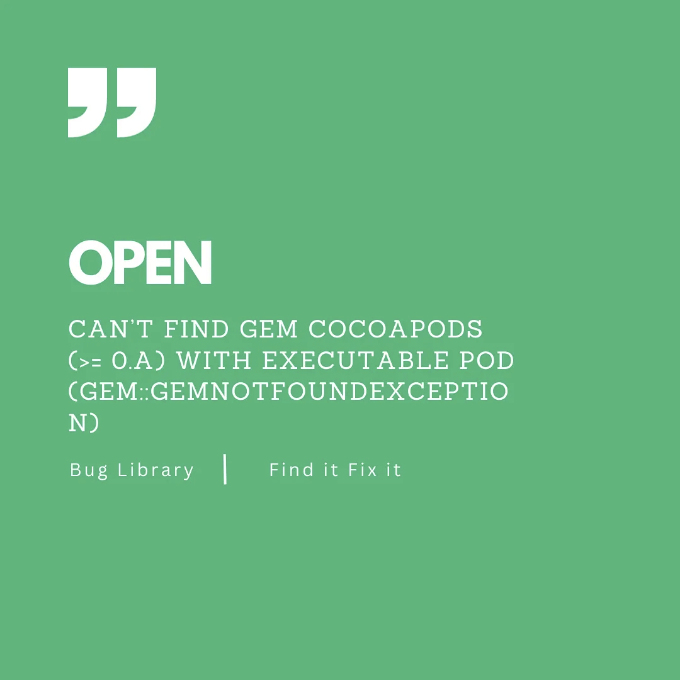 ”
OPEN
CAN'T FIND GEM COCOAPODS
(>= 0.A) WITH EXECUTABLE POD
(GEM::GEMNOTFOUNDEXCEPTIO
N)
Bug Library | Find it Fix it